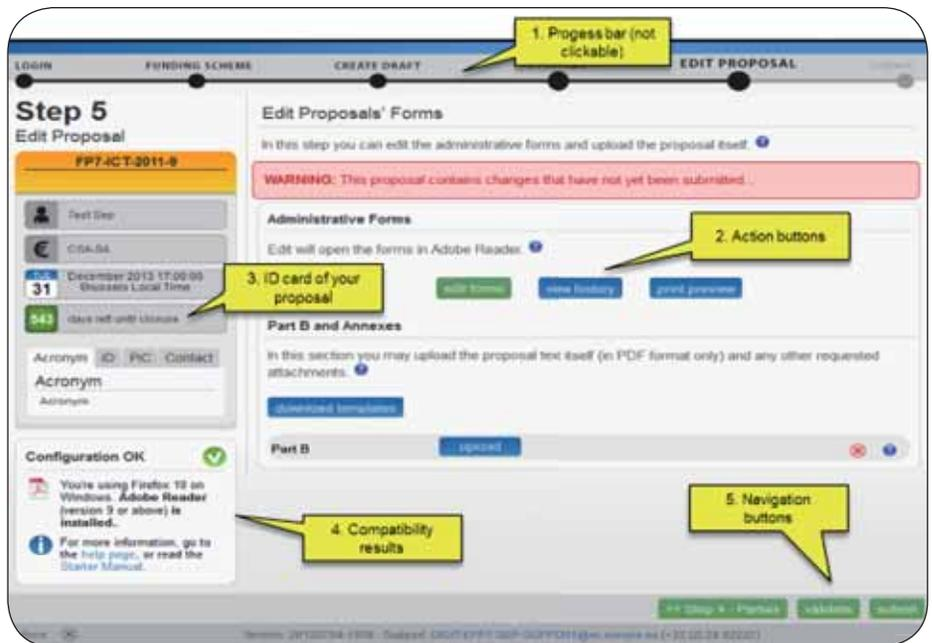 1. Progess bar (not
clickable)
LOGIN
FUNDING SCHEME
CREATE DRAFT
EDIT PROPOSAL
Step 5
Edit Proposal
FP7-ICT-2011-9
Edit Proposals' Forms
In this step you can edit the administrative forms and upload the proposal itself.
WARNING: This proposal contains changes that have not yet been submitted..
Test Sep
CSA-SA
31
December 2013 17:00:00
Brussels Local Time
543
days left until closure
3. ID card of your
proposal
Acronym ID PIC Contact
Acronym
Acronym
Administrative Forms
Edit will open the forms in Adobe Reader.
2. Action buttons
edit forms
view history
print preview
Part B and Annexes
In this section you may upload the proposal text itself (in PDF format only) and any other requested
attachments.
download templates
Part B
upload
Configuration OK
You're using Firefox 10 on
Windows. Adobe Reader
(version 9 or above) is
installed..
For more information, go to
the help page, or read the
Starter Manual.
4. Compatibility
results
5. Navigation
buttons
<< Step 4 - Parties
validate
submit